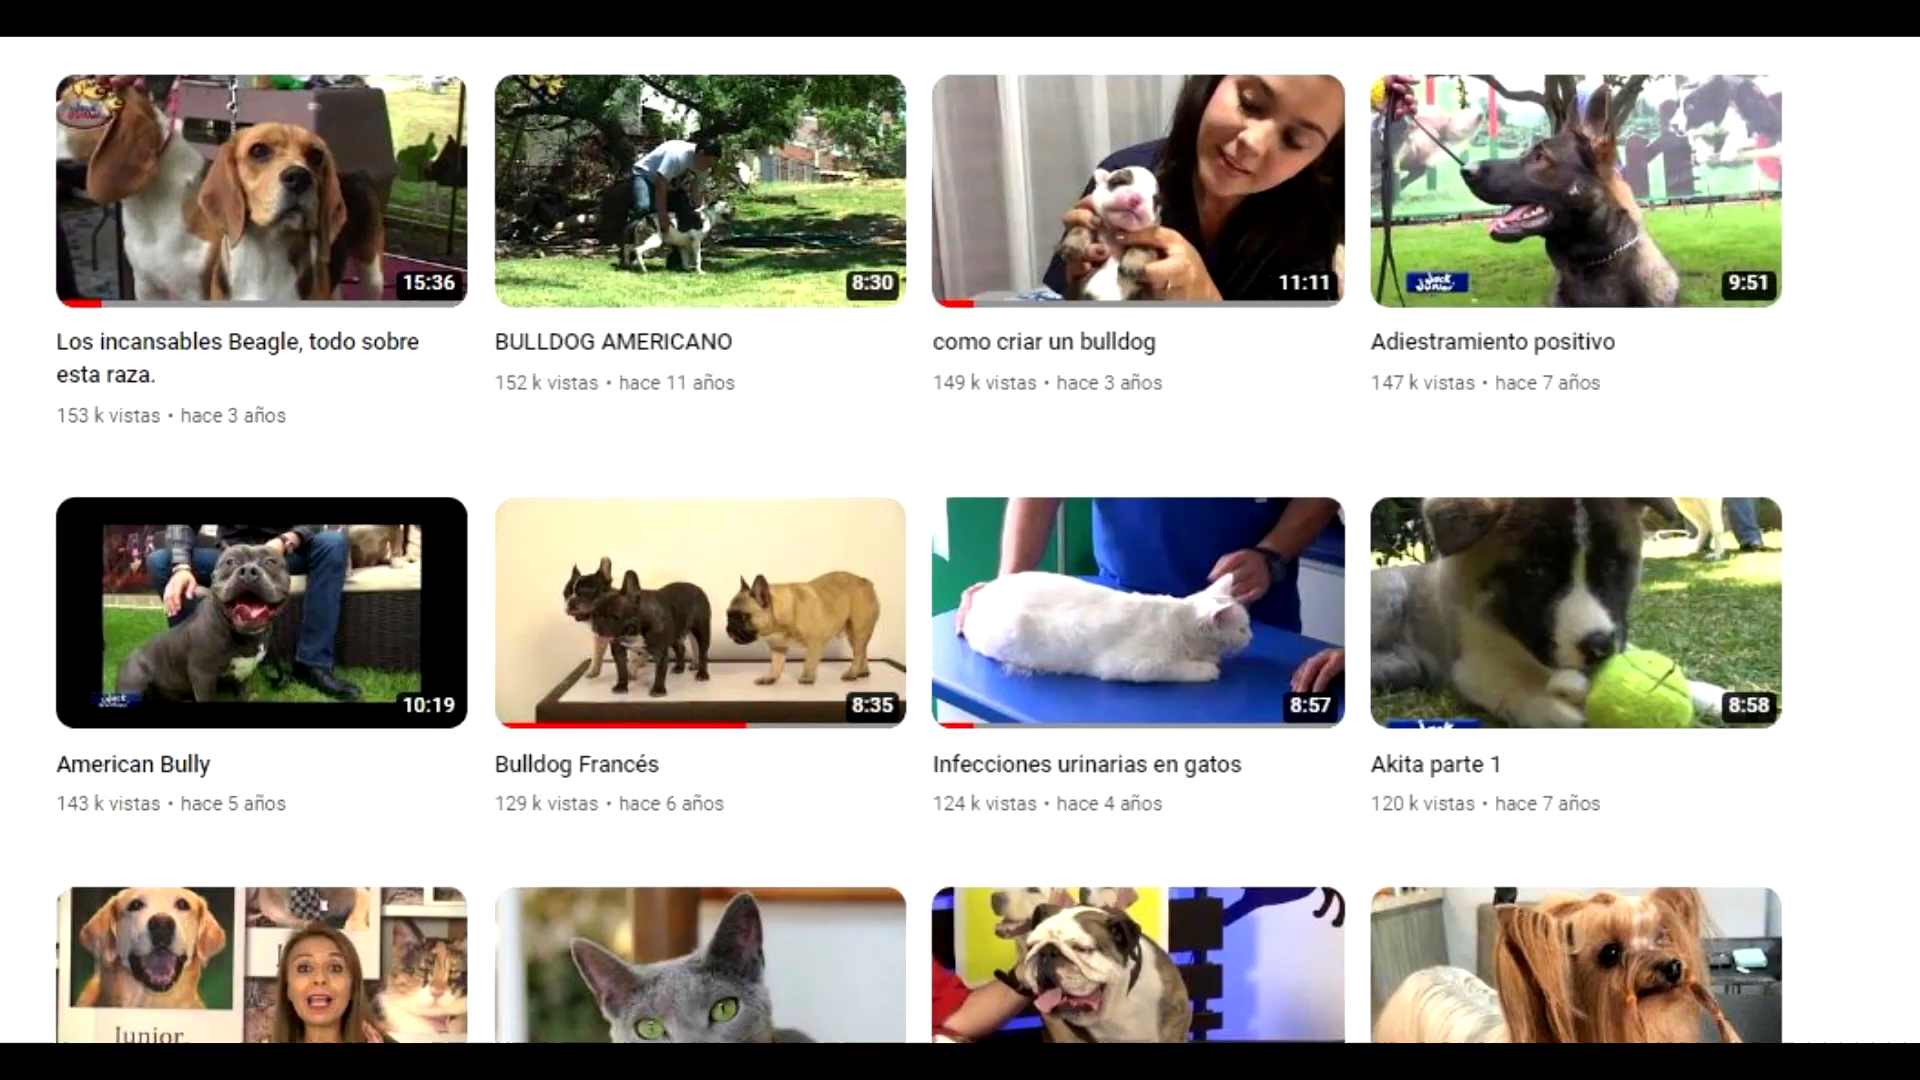 Jack
Junior
15:36
8:30
11:11
Jack
Junior
9:51
Los incansables Beagle, todo sobre
esta raza.
153 k vistas • hace 3 años
BULLDOG AMERICANO
152 k vistas • hace 11 años
como criar un bulldog
149 k vistas • hace 3 años
Adiestramiento positivo
147 k vistas • hace 7 años
10:19
8:35
8:57
8:58
American Bully
143 k vistas • hace 5 años
Bulldog Francés
129 k vistas • hace 6 años
Infecciones urinarias en gatos
124 k vistas • hace 4 años
Akita parte 1
120 k vistas • hace 7 años
Junior